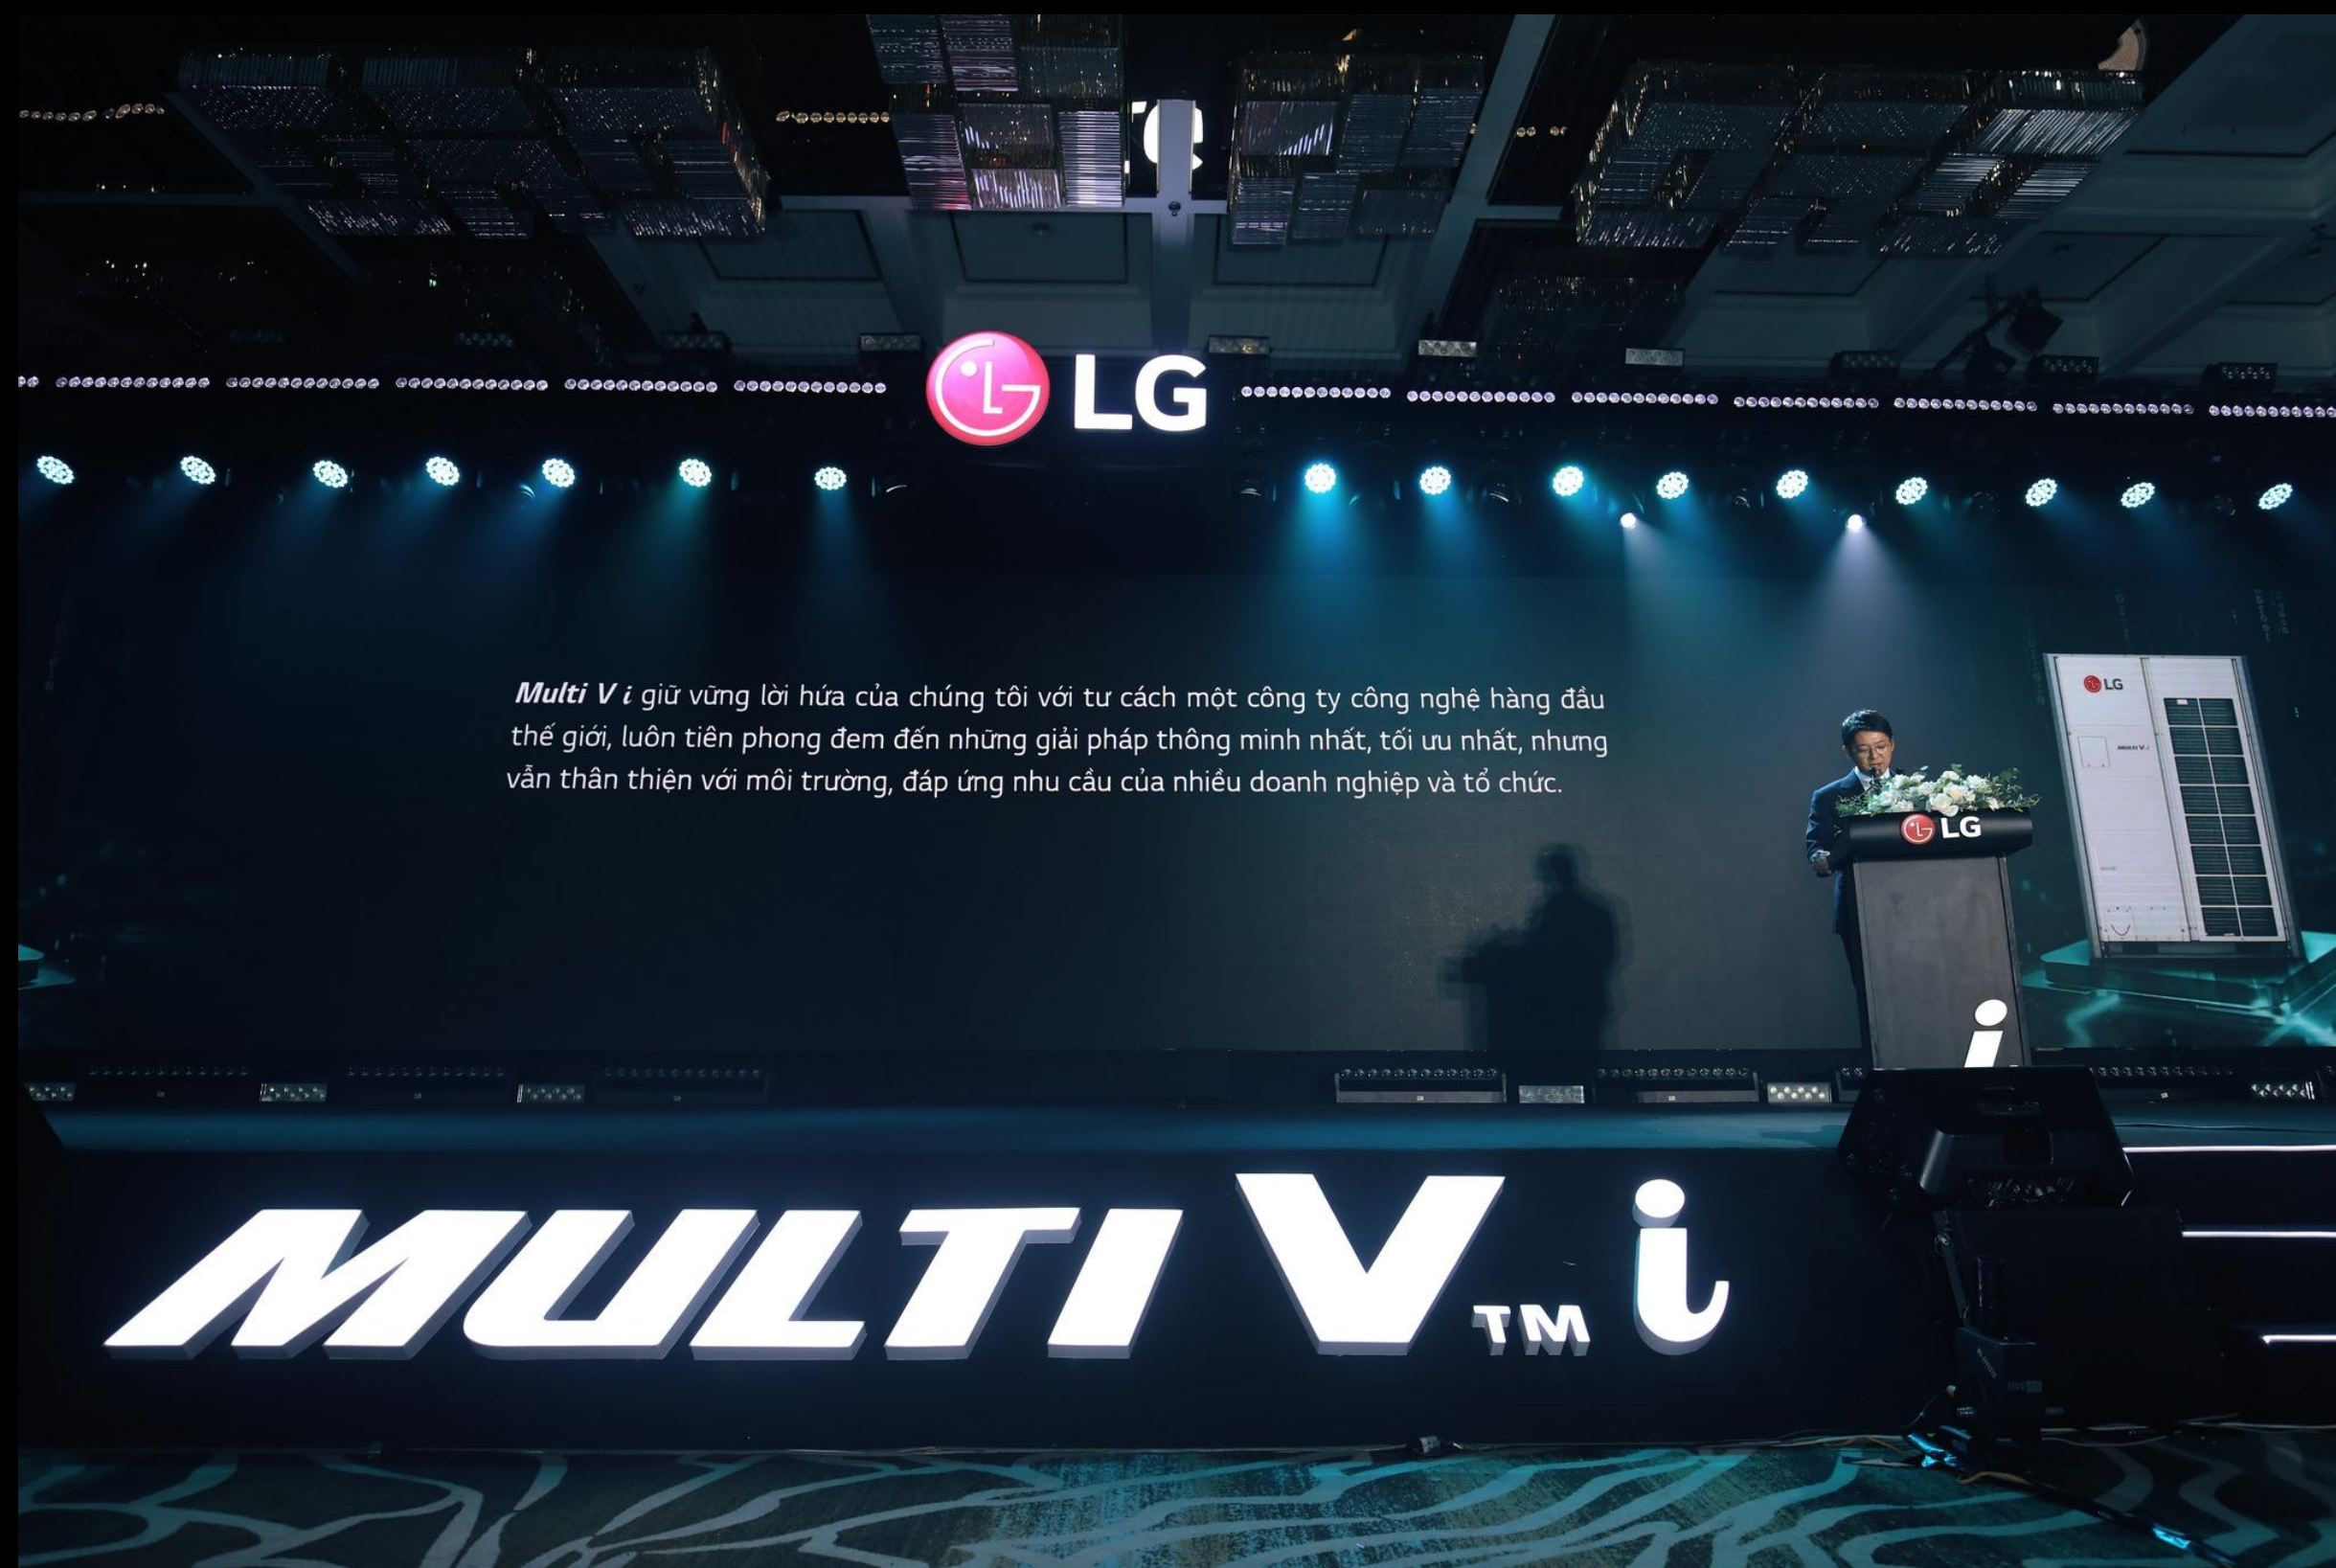 LG
Multi V i giữ vững lời hứa của chúng tôi với tư cách một công ty công nghệ hàng đầu
thế giới, luôn tiên phong đem đến những giải pháp thông minh nhất, tối ưu nhất, nhưng
vẫn thân thiện với môi trường, đáp ứng nhu cầu của nhiều doanh nghiệp và tổ chức.
LG
MULTI V i
LG
i
MULTI V™ i